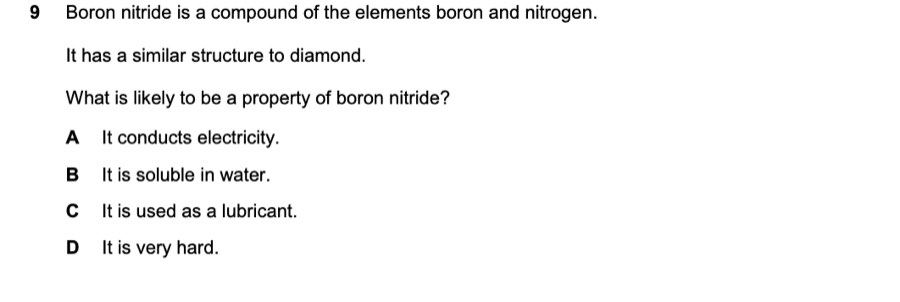 9 Boron nitride is a compound of the elements boron and nitrogen.
It has a similar structure to diamond.
What is likely to be a property of boron nitride?
A It conducts electricity.
B It is soluble in water.
C It is used as a lubricant.
D It is very hard.